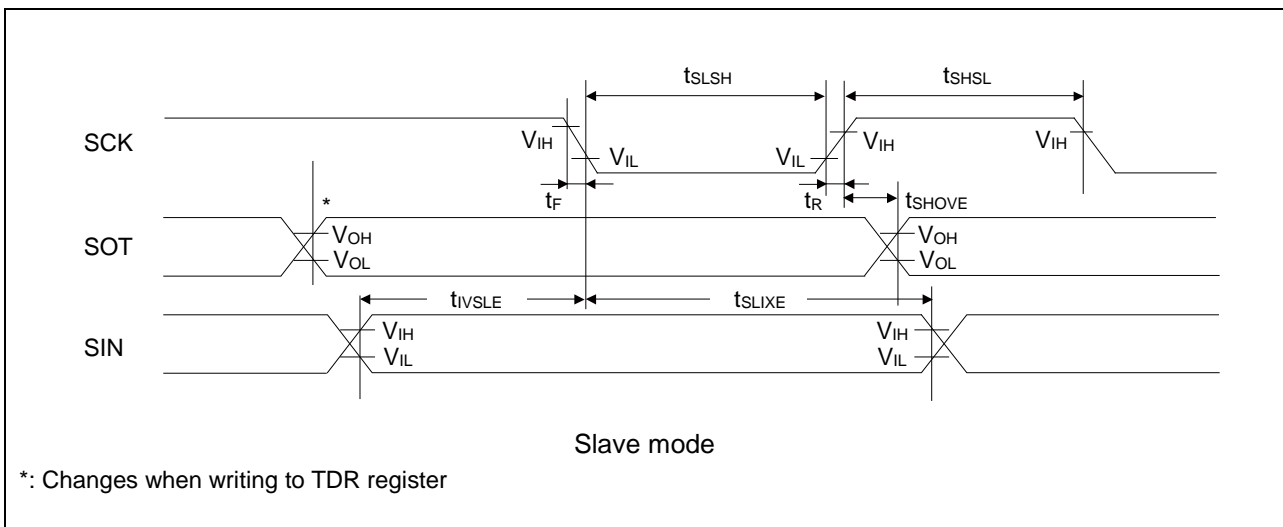 tSLSH
tSHSL
SCK
VIH
VIL
VIL
VIH
VIH
tF
tR
tSHOVE
*
SOT
VOH
VOL
VOH
VOL
tIVSLE
tSLIXE
SIN
VIH
VIL
VIH
VIL
Slave mode
*: Changes when writing to TDR register